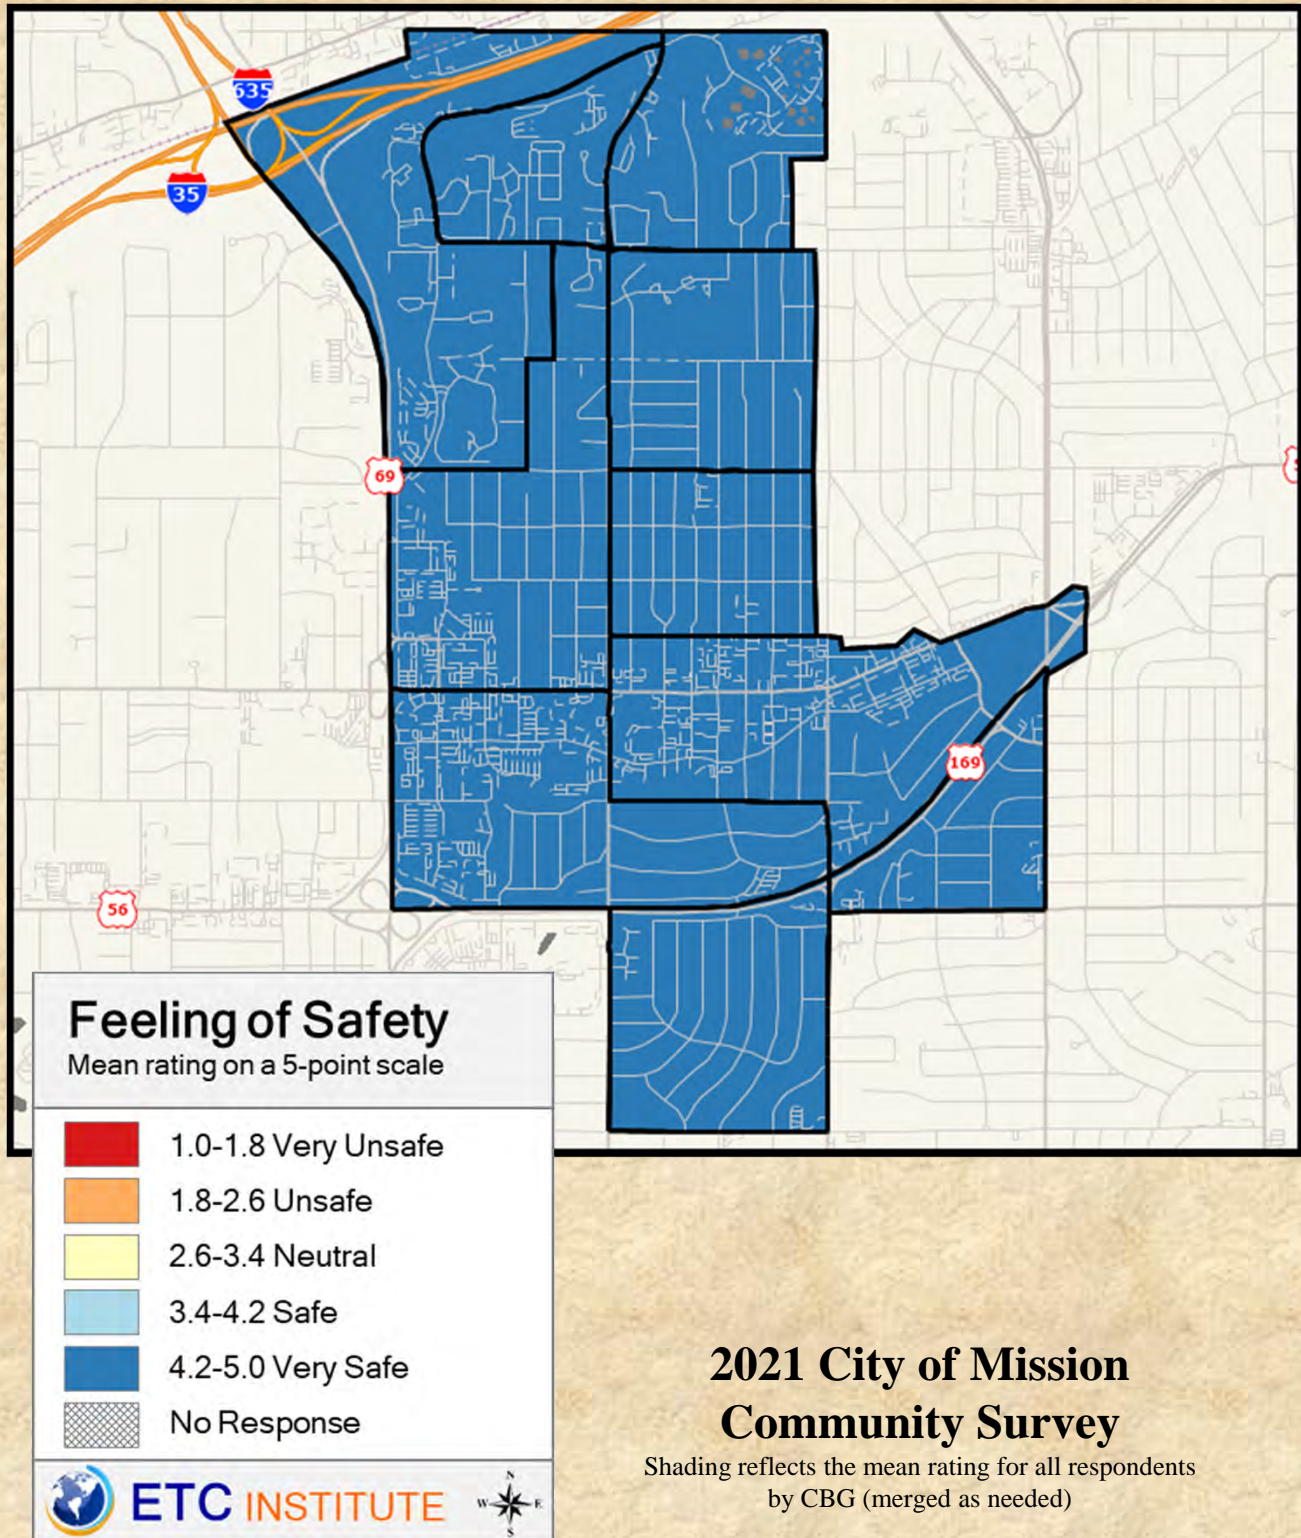 635
35
69
169
56
Feeling of Safety
Mean rating on a 5-point scale
1.0-1.8 Very Unsafe
1.8-2.6 Unsafe
2.6-3.4 Neutral
3.4-4.2 Safe
4.2-5.0 Very Safe
No Response
ETC INSTITUTE
N
W E
S
2021 City of Mission
Community Survey
Shading reflects the mean rating for all respondents
by CBG (merged as needed)